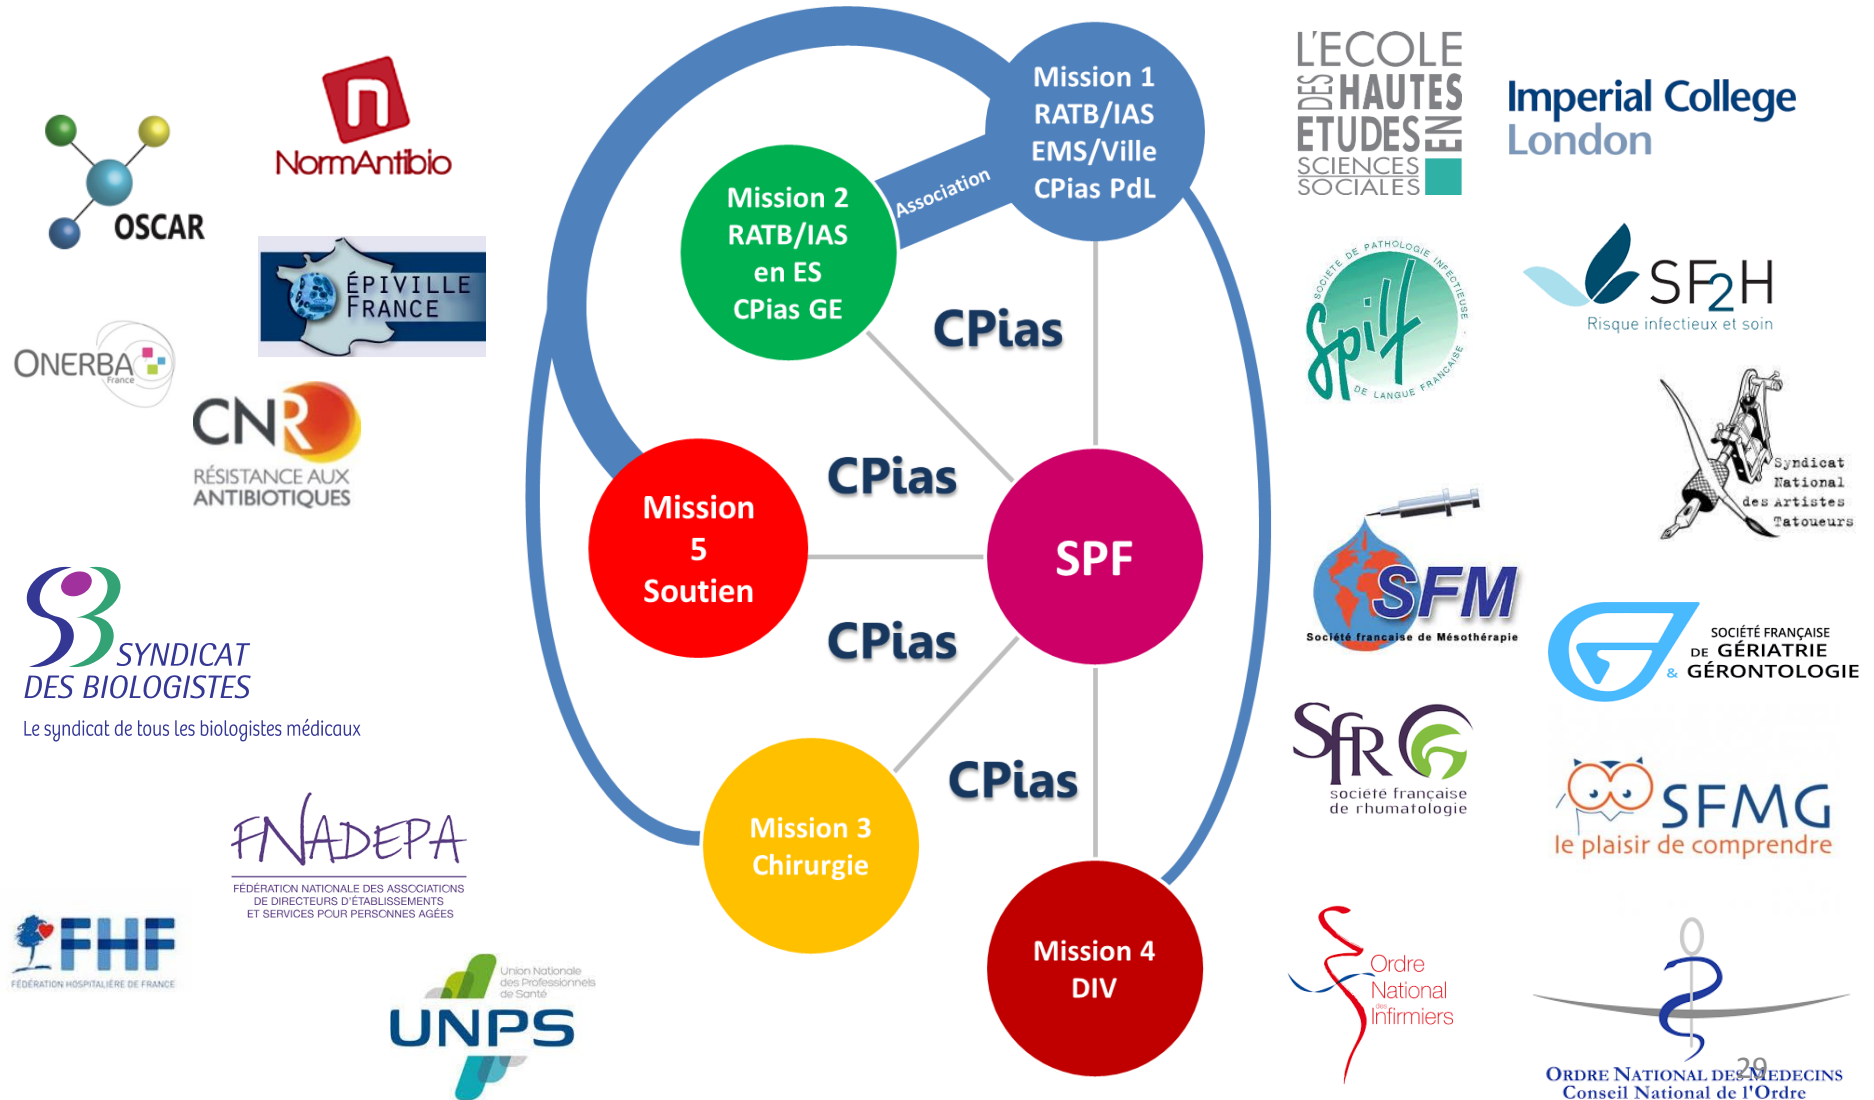 OSCAR
n
NormAntibio
ÉPIVILLE
FRANCE
ONERBA
France
CNR
RÉSISTANCE AUX
ANTIBIOTIQUES
SYNDICAT
DES BIOLOGISTES
Le syndicat de tous les biologistes médicaux
FNADEPA
FÉDÉRATION NATIONALE DES ASSOCIATIONS
DE DIRECTEURS D'ÉTABLISSEMENTS
ET SERVICES POUR PERSONNES AGÉES
FHF
FÉDÉRATION HOSPITALIÈRE DE FRANCE
Union Nationale
des Professionnels
de Santé
UNPS
Mission 1
RATB/IAS
EMS/Ville
CPias PdL
Association
Mission 2
RATB/IAS
en ES
CPias GE
CPias
CPias
Mission
5
Soutien
SPF
CPias
CPias
Mission 3
Chirurgie
Mission 4
DIV
L'ECOLE
DES HAUTES
ETUDES EN
SCIENCES
SOCIALES
Imperial College
London
SOCIETE DE PATHOLOGIE INFECTIEUSE
Spilf
DE LANGUE FRANÇAISE
SF2H
Risque infectieux et soin
Syndicat
National
des Artistes
Tatoueurs
SFM
Société française de Mésothérapie
SOCIÉTÉ FRANÇAISE
DE GÉRIATRIE
& GÉRONTOLOGIE
SFR
société française
de rhumatologie
SFMG
le plaisir de comprendre
Ordre
National
des
Infirmiers
ORDRE NATIONAL DES MEDECINS
Conseil National de l'Ordre
29